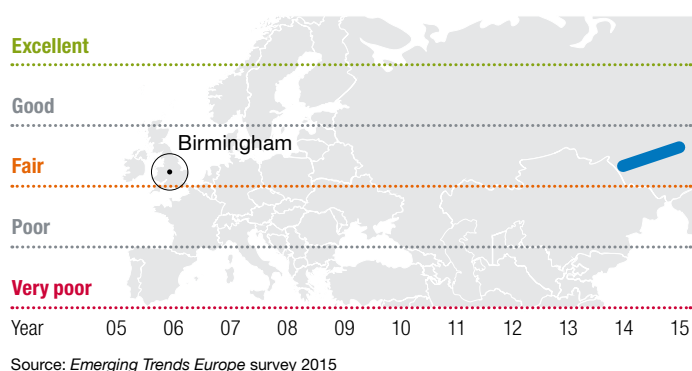 Excellent
Good
Birmingham
Fair
Poor
Very poor
Year 05 06 07 08 09 10 11 12 13 14 15
Source: Emerging Trends Europe survey 2015